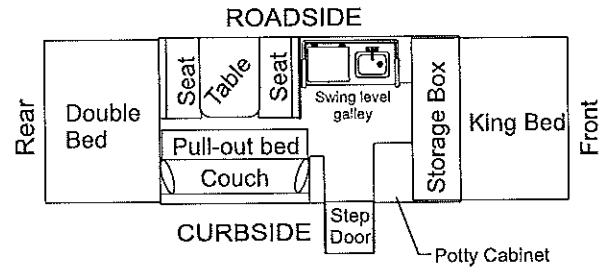 ROADSIDE
Rear
Double
Bed
Seat
Table
Seat
Swing level
galley
Storage Box
King Bed
Front
Pull-out bed
Couch
CURBSIDE
Step
Door
Potty Cabinet